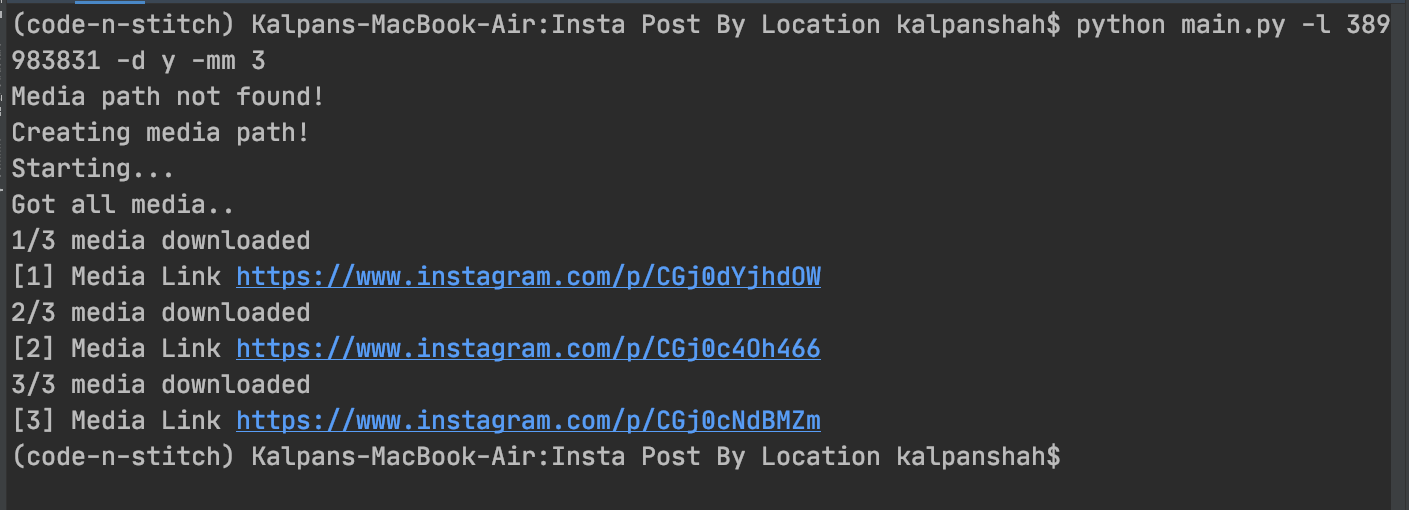 (code-n-stitch) Kalpans-MacBook-Air:Insta Post By Location kalpanshah$ python main.py -l 389
983831 -d y -mm 3
Media path not found!
Creating media path!
Starting...
Got all media..
1/3 media downloaded
[1] Media Link https://www.instagram.com/p/CGj0dYjhdOW
2/3 media downloaded
[2] Media Link https://www.instagram.com/p/CGj0c4Oh466
3/3 media downloaded
[3] Media Link https://www.instagram.com/p/CGj0cNdBMZm
(code-n-stitch) Kalpans-MacBook-Air:Insta Post By Location kalpanshah$